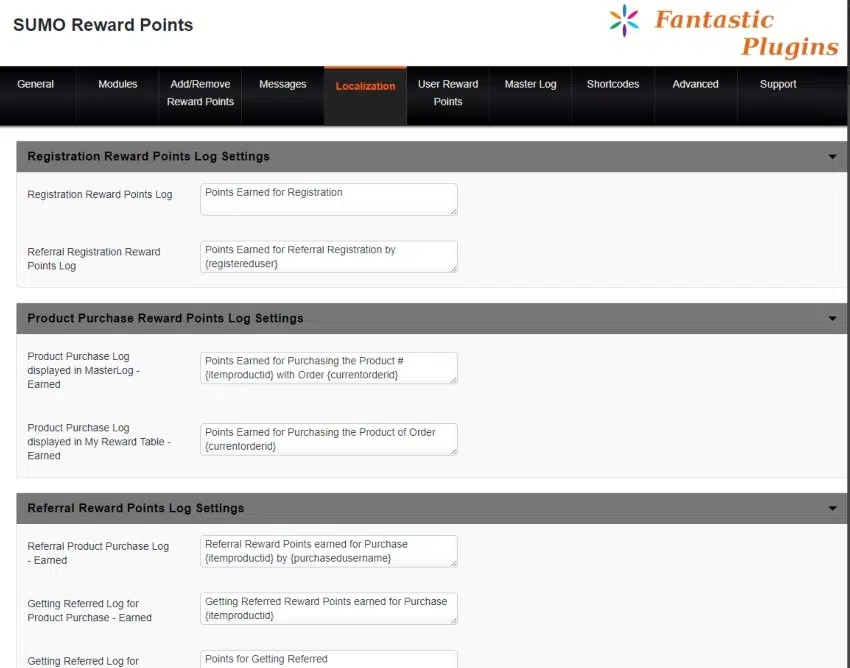 SUMO Reward Points
Fantastic
Plugins
General
Modules
Add/Remove
Reward Points
Messages
Localization
User Reward
Points
Master Log
Shortcodes
Advanced
Support
Registration Reward Points Log Settings
Registration Reward Points Log
Points Earned for Registration
Referral Registration Reward
Points Log
Points Earned for Referral Registration by
{registereduser}
Product Purchase Reward Points Log Settings
Product Purchase Log
displayed in MasterLog -
Earned
Points Earned for Purchasing the Product #
{itemproductid} with Order {currentorderid}
Product Purchase Log
displayed in My Reward Table -
Earned
Points Earned for Purchasing the Product of Order
{currentorderid}
Referral Reward Points Log Settings
Referral Product Purchase Log
- Earned
Referral Reward Points earned for Purchase
{itemproductid} by {purchasedusername}
Getting Referred Log for
Product Purchase - Earned
Getting Referred Reward Points earned for Purchase
{itemproductid}
Getting Referred Log for
Points for Getting Referred